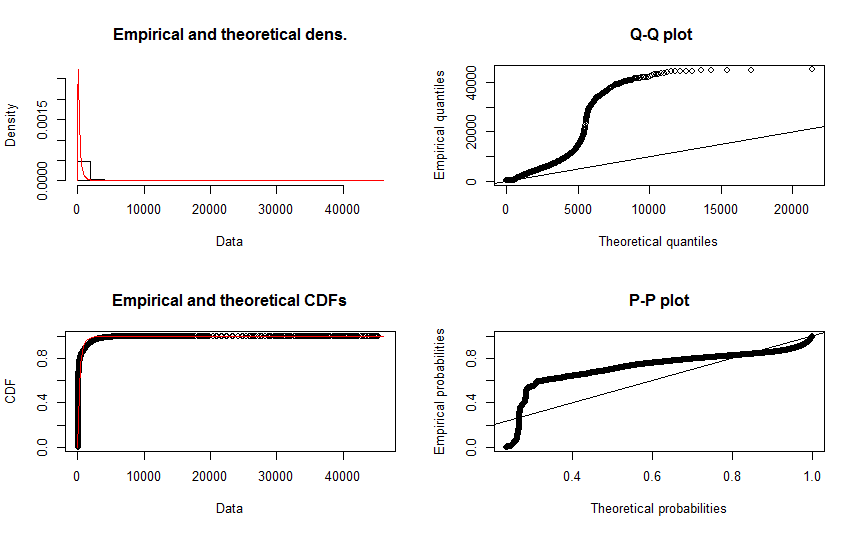 Empirical and theoretical dens.
Density
0.0000
0.0015
0
10000
20000
30000
40000
Data
Q-Q plot
Empirical quantiles
0
20000
40000
0
5000
10000
15000
20000
Theoretical quantiles
Empirical and theoretical CDFs
CDF
0.0
0.4
0.8
0
10000
20000
30000
40000
Data
P-P plot
Empirical probabilities
0.0
0.4
0.8
0.4
0.6
0.8
1.0
Theoretical probabilities